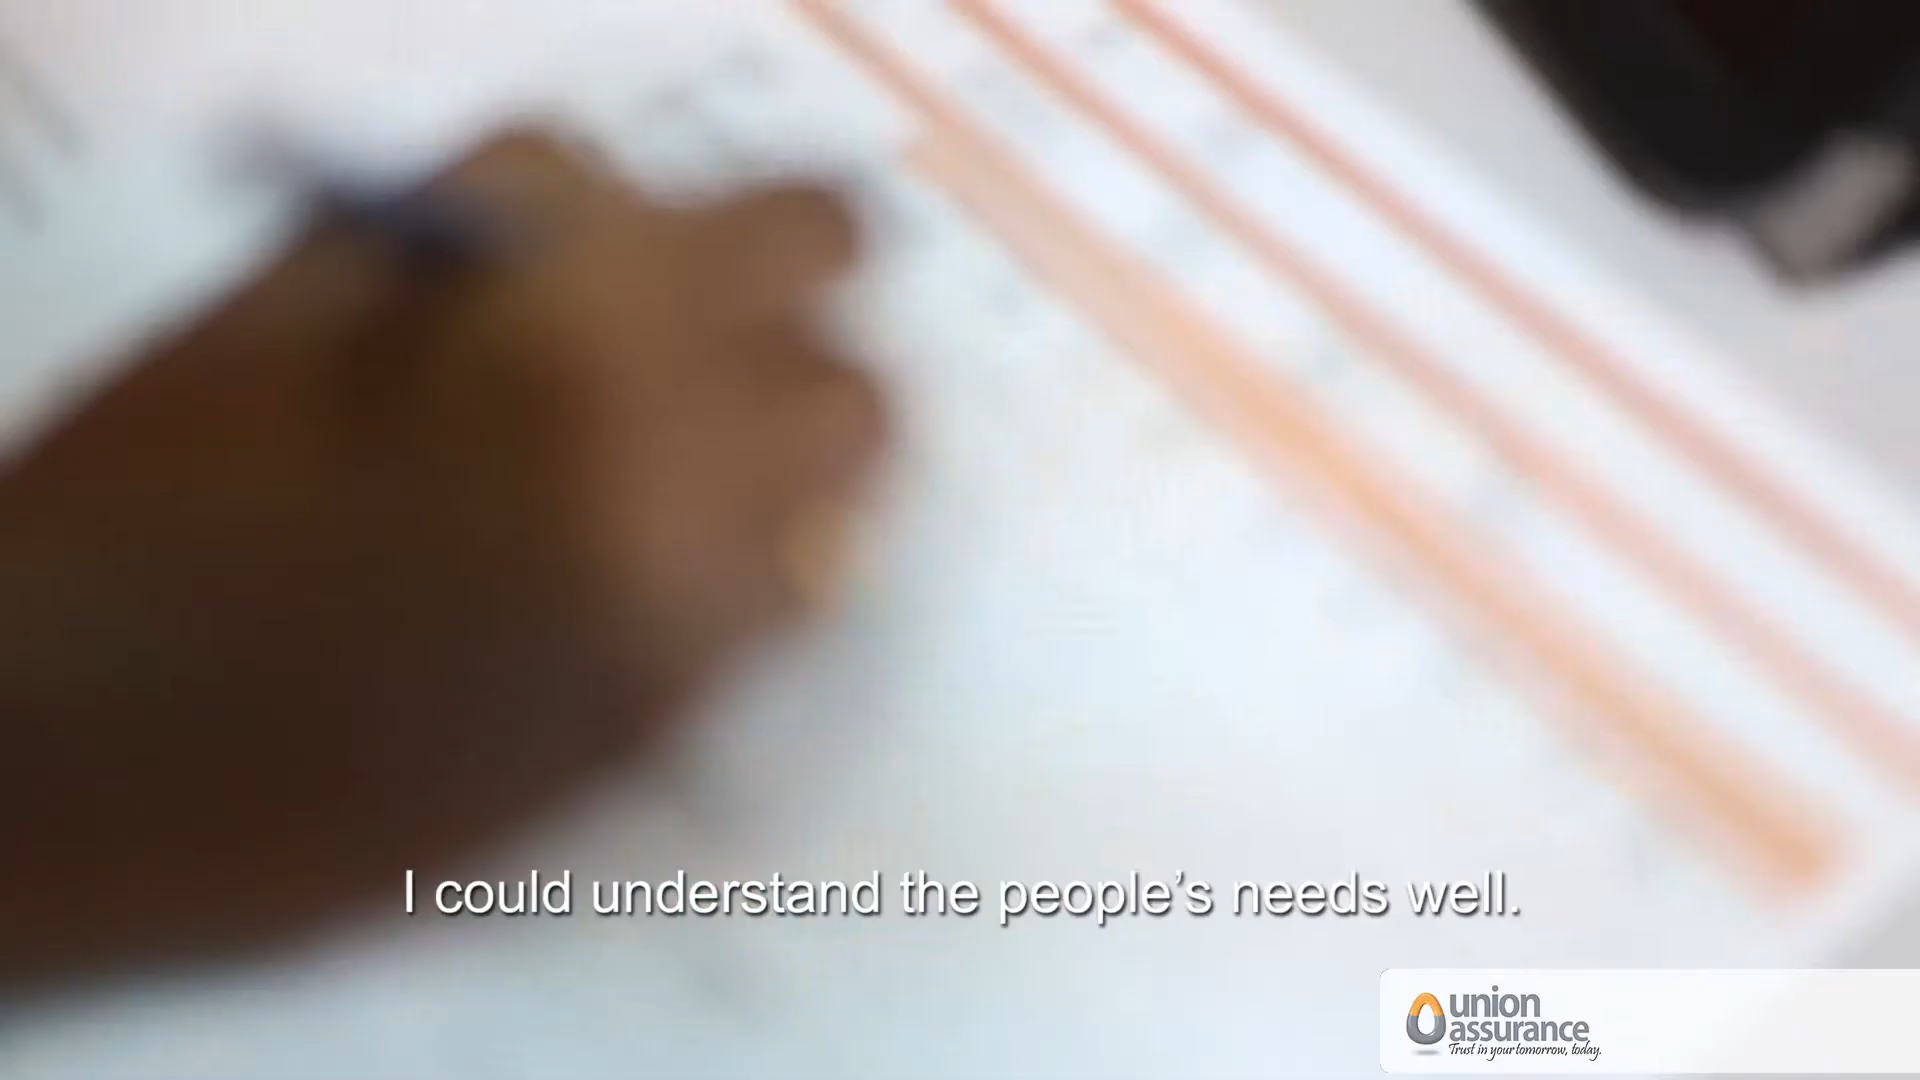 I could understand the people's needs well.
union
assurance
Trust in your tomorrow, today.